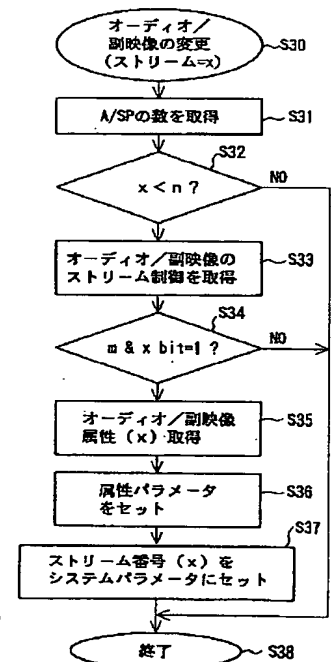 オーディオ／
副映像の変更
(ストリーム=x)
S30
A/SPの数を取得
S31
S32
x < n ?
NO
オーディオ／副映像の
ストリーム制御を取得
S33
S34
m & x bit=1 ?
NO
オーディオ／副映像
属性 (x) 取得
S35
属性パラメータ
をセット
S36
S37
ストリーム番号 (x) を
システムパラメータにセット
終了
S38